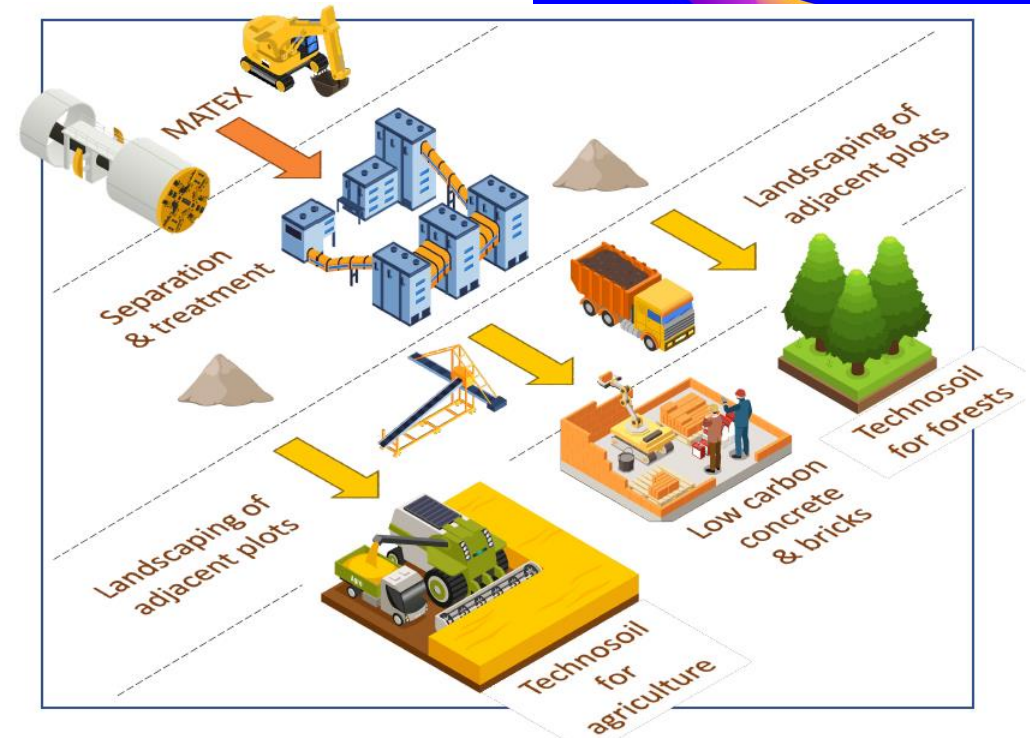 MATEX
Separation
& treatment
Landscaping of
adjacent plots
Technosoil
for forests
Low carbon
concrete
& bricks
Landscaping of
adjacent plots
Technosoil
for
agriculture